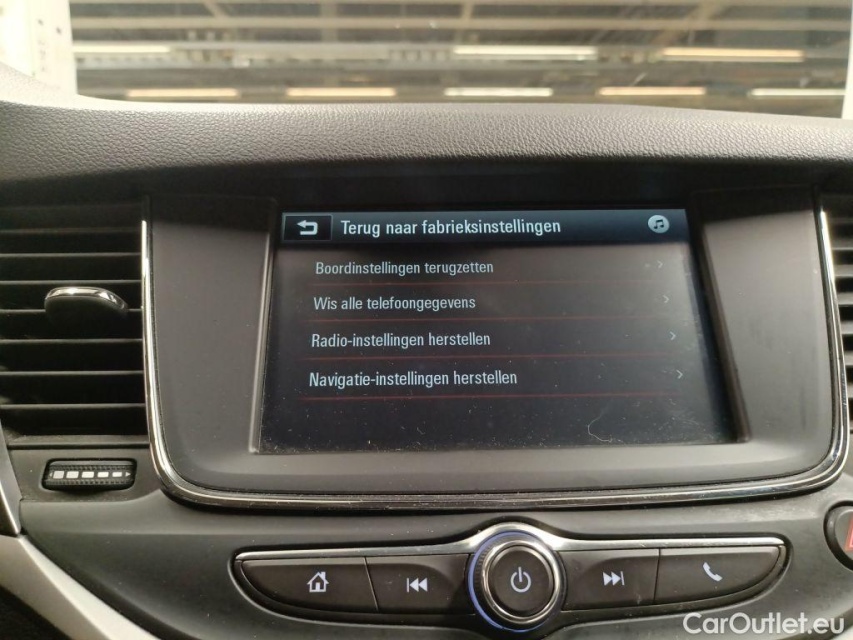 Terug naar fabrieksinstellingen
Boordinstellingen terugzetten
Wis alle telefoongegevens
Radio-instellingen herstellen
Navigatie-instellingen herstellen
CarOutlet.eu